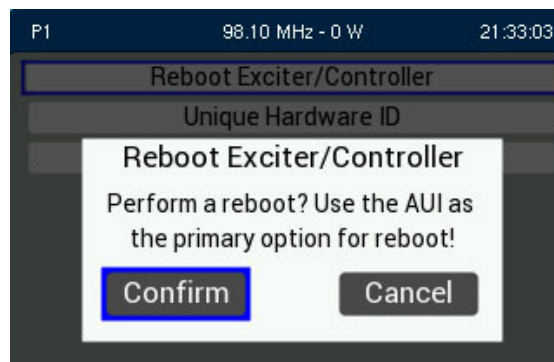 P1 98.10 MHz - 0 W 21:33:03
Reboot Exciter/Controller
Unique Hardware ID
Reboot Exciter/Controller
Perform a reboot? Use the AUI as
the primary option for reboot!
Confirm Cancel